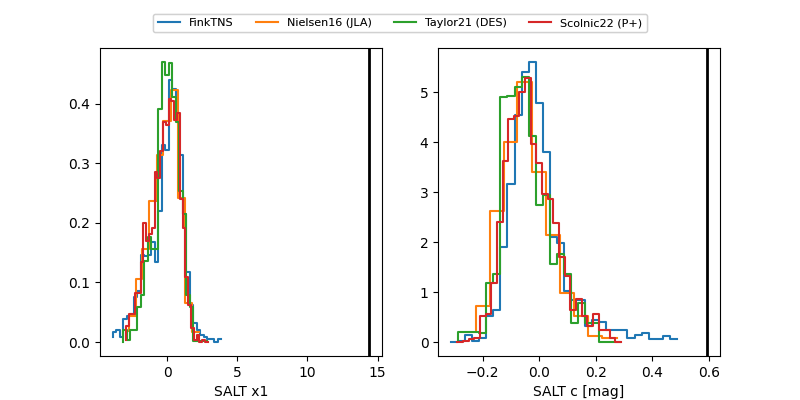 FinkTNS Nielsen16 (JLA) Taylor21 (DES) Scolnic22 (P+)
0.4
0.3
0.2
0.1
0.0
0 5 10 15
SALT x1
5
4
3
2
1
0
−0.2 0.0 0.2 0.4 0.6
SALT c [mag]